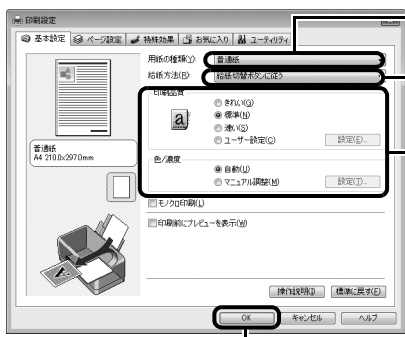 印刷設定
基本設定 ページ設定 特殊効果 お気に入り ユーティリティ
用紙の種類(Y): 普通紙
給紙方法(R): 給紙切替ボタンに従う
印刷品質
きれい(G)
標準(N)
速い(S)
ユーザー設定(C) 設定(E)...
普通紙
A4 210.0x297.0mm
色/濃度
自動(U)
マニュアル調整(M) 設定(T)...
モノクロ印刷(L)
印刷前にプレビューを表示(W)
操作説明(I) 標準に戻す(F)
OK キャンセル ヘルプ